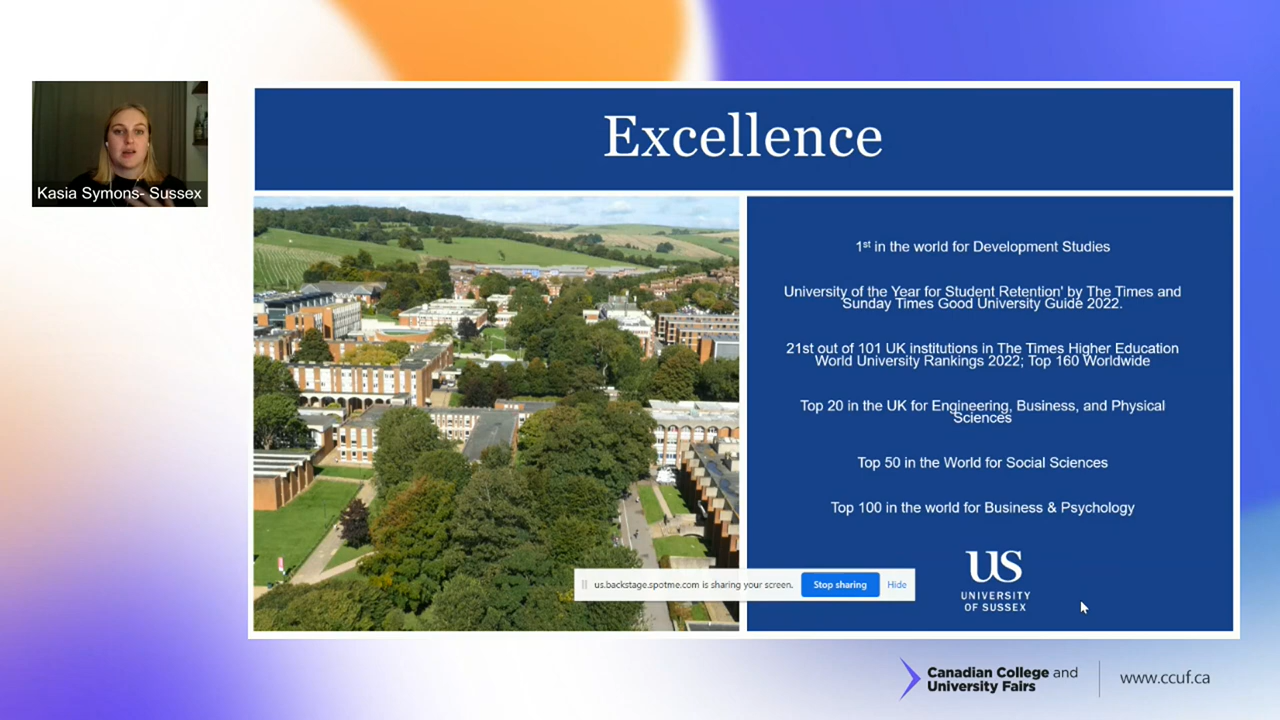 Excellence
Kasia Symons- Sussex
1st in the world for Development Studies
University of the Year for Student Retention' by The Times and
Sunday Times Good University Guide 2022.
21st out of 101 UK institutions in The Times Higher Education
World University Rankings 2022; Top 160 Worldwide
Top 20 in the UK for Engineering, Business, and Physical
Sciences
Top 50 in the World for Social Sciences
Top 100 in the world for Business & Psychology
us.backstage.spotme.com is sharing your screen.
Stop sharing
Hide
US
UNIVERSITY
OF SUSSEX
Canadian College and
University Fairs
www.ccuf.ca